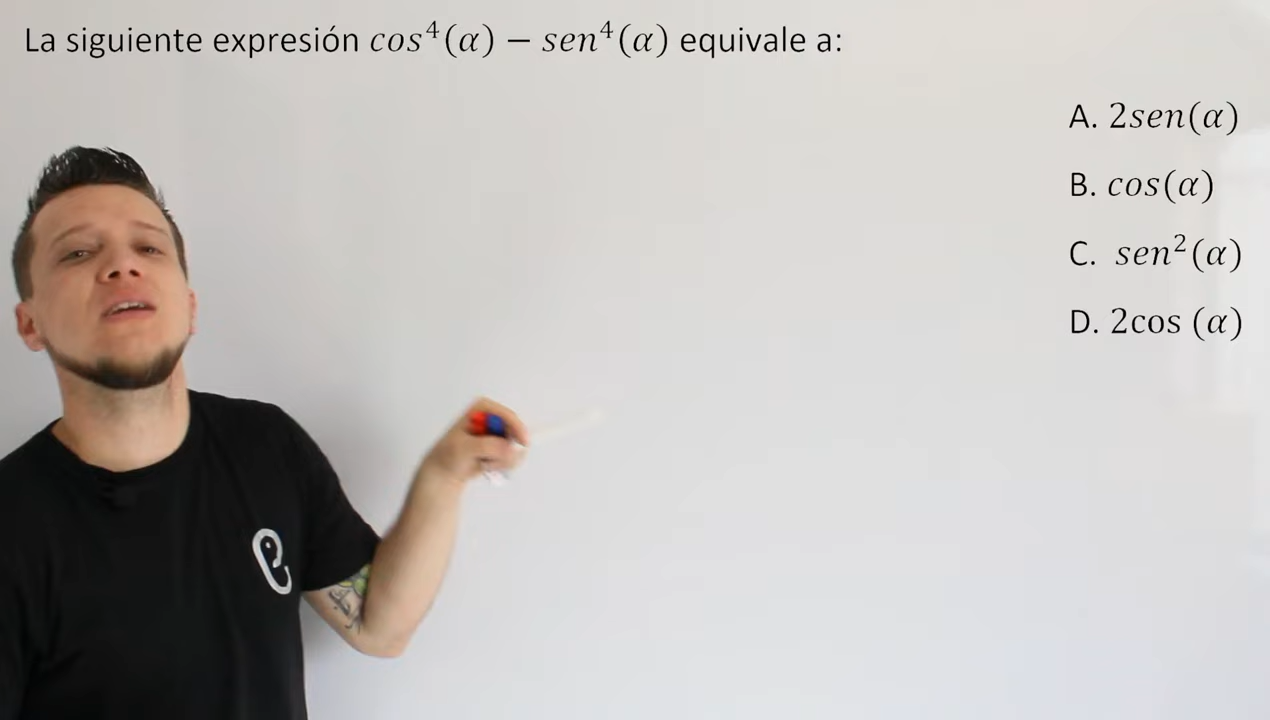 La siguiente expresión cos⁴(α) − sen⁴(α) equivale a:
A. 2sen(α)
B. cos(α)
C. sen²(α)
D. 2cos (α)